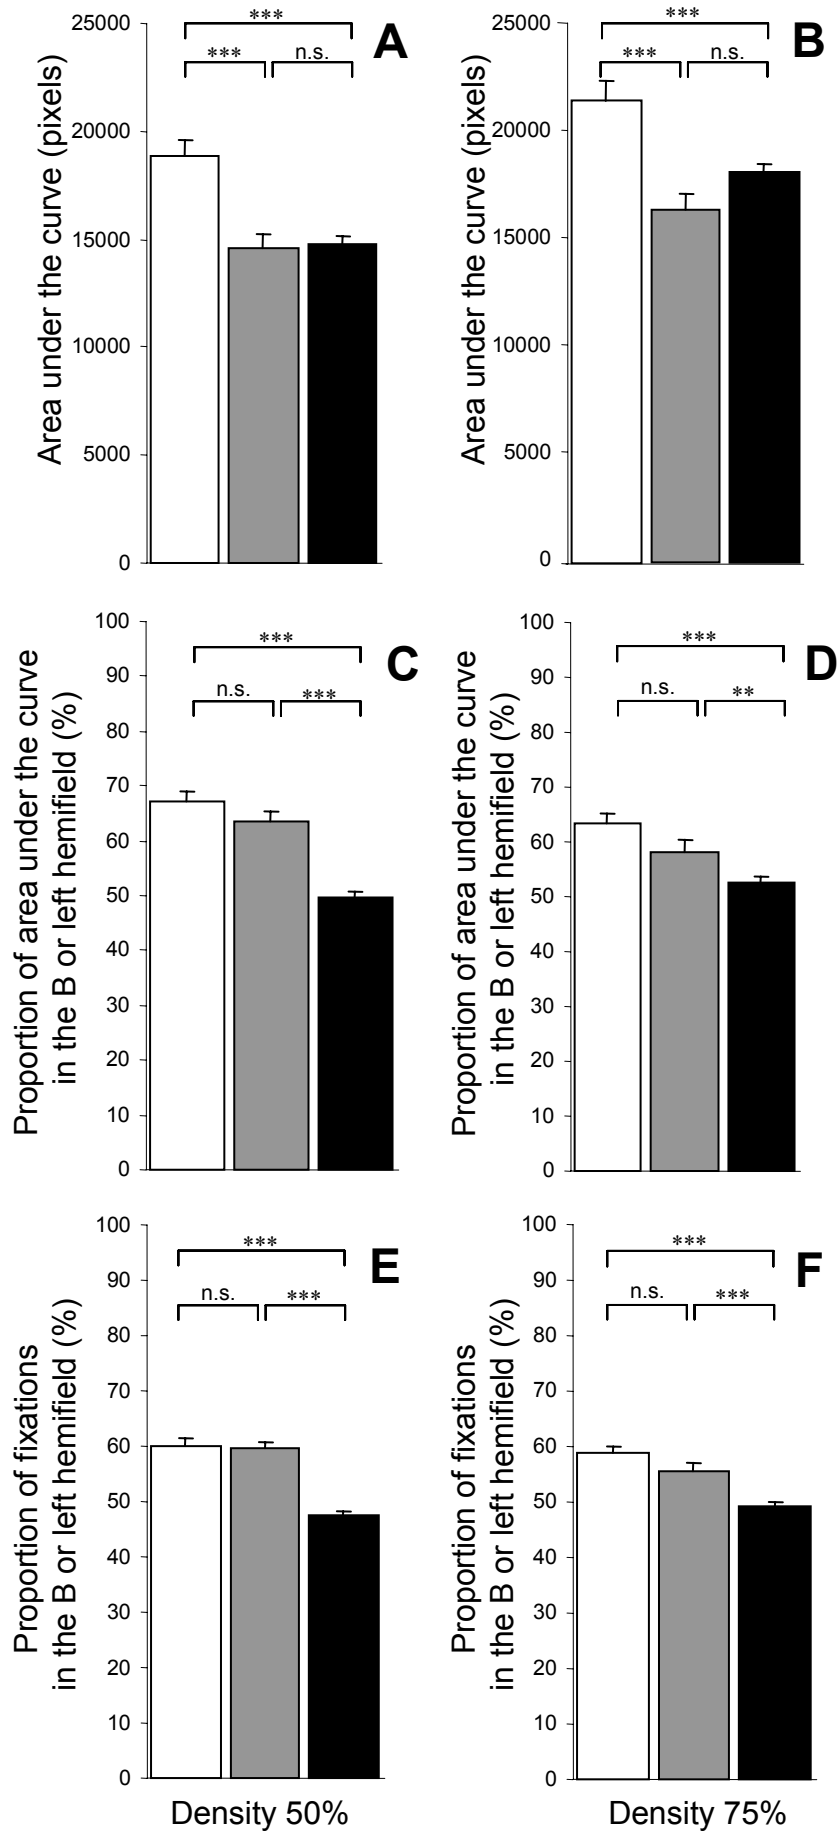 A
Area under the curve (pixels)
25000
20000
15000
10000
5000
0
***
***
n.s.
B
Area under the curve (pixels)
25000
20000
15000
10000
5000
0
***
***
n.s.
C
Proportion of area under the curve
in the B or left hemifield (%)
100
90
80
70
60
50
40
30
20
10
0
***
n.s.
***
D
Proportion of area under the curve
in the B or left hemifield (%)
100
90
80
70
60
50
40
30
20
10
0
***
n.s.
**
E
Proportion of fixations
in the B or left hemifield (%)
100
90
80
70
60
50
40
30
20
10
0
***
n.s.
***
Density 50%
F
Proportion of fixations
in the B or left hemifield (%)
100
90
80
70
60
50
40
30
20
10
0
***
n.s.
***
Density 75%